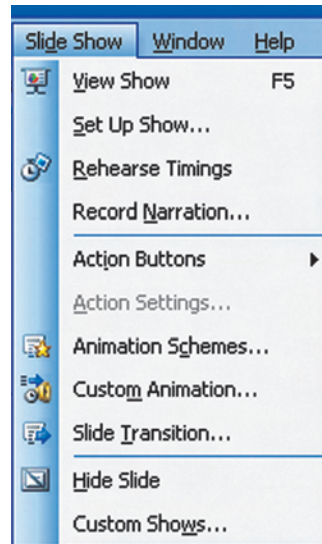 Slide Show Window Help
View Show F5
Set Up Show...
Rehearse Timings
Record Narration...
Action Buttons
Action Settings...
Animation Schemes...
Custom Animation...
Slide Transition...
Hide Slide
Custom Shows...